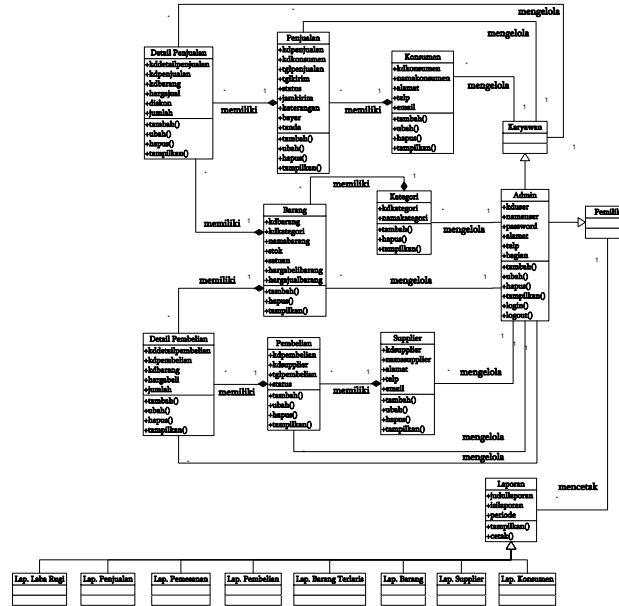 mengelola
mengelola
Detail Penjualan
+kddetailpenjualan
+kdpenjualan
+kdbarang
+hargajual
+diskon
+jumlah
+tambah()
+ubah()
+hapus()
+tampilkan()
memiliki
Penjualan
+kdpenjualan
+kdkonsumen
+tglpenjualan
+tglkirim
+status
+jamkirim
+keterangan
+bayar
+tanda
+tambah()
+ubah()
+hapus()
+tampilkan()
memiliki
Konsumen
+kdkonsumen
+namakonsumen
+alamat
+telp
+email
+tambah()
+ubah()
+hapus()
+tampilkan()
mengelola
Karyawan
memiliki
memiliki
Barang
+kdbarang
+kdkategori
+namabarang
+stok
+satuan
+hargabelibarang
+hargajualbarang
+tambah()
+hapus()
+tampilkan()
Kategori
+kdkategori
+namakategori
+tambah()
+hapus()
+tampilkan()
mengelola
Admin
+kduser
+namauser
+password
+alamat
+telp
+bagian
+tambah()
+ubah()
+hapus()
+tampilkan()
+login()
+logout()
Pemilik
memiliki
mengelola
Detail Pembelian
+kddetailpembelian
+kdpembelian
+kdbarang
+hargabeli
+jumlah
+tambah()
+ubah()
+hapus()
+tampilkan()
memiliki
Pembelian
+kdpembelian
+kdsupplier
+tglpembelian
+status
+tambah()
+ubah()
+hapus()
+tampilkan()
memiliki
Supplier
+kdsupplier
+namasupplier
+alamat
+telp
+email
+tambah()
+ubah()
+hapus()
+tampilkan()
mengelola
mengelola
mengelola
Laporan
+judullaporan
+isilaporan
+periode
+tampilkan()
+cetak()
mencetak
Lap. Laba Rugi
Lap. Penjualan
Lap. Pemesanan
Lap. Pembelian
Lap. Barang Terlaris
Lap. Barang
Lap. Supplier
Lap. Konsumen